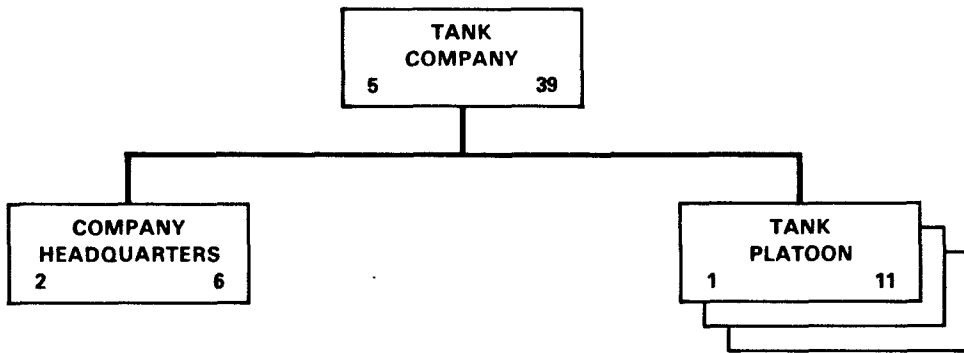 TANK
COMPANY
5 39
COMPANY
HEADQUARTERS
2 6
TANK
PLATOON
1 11